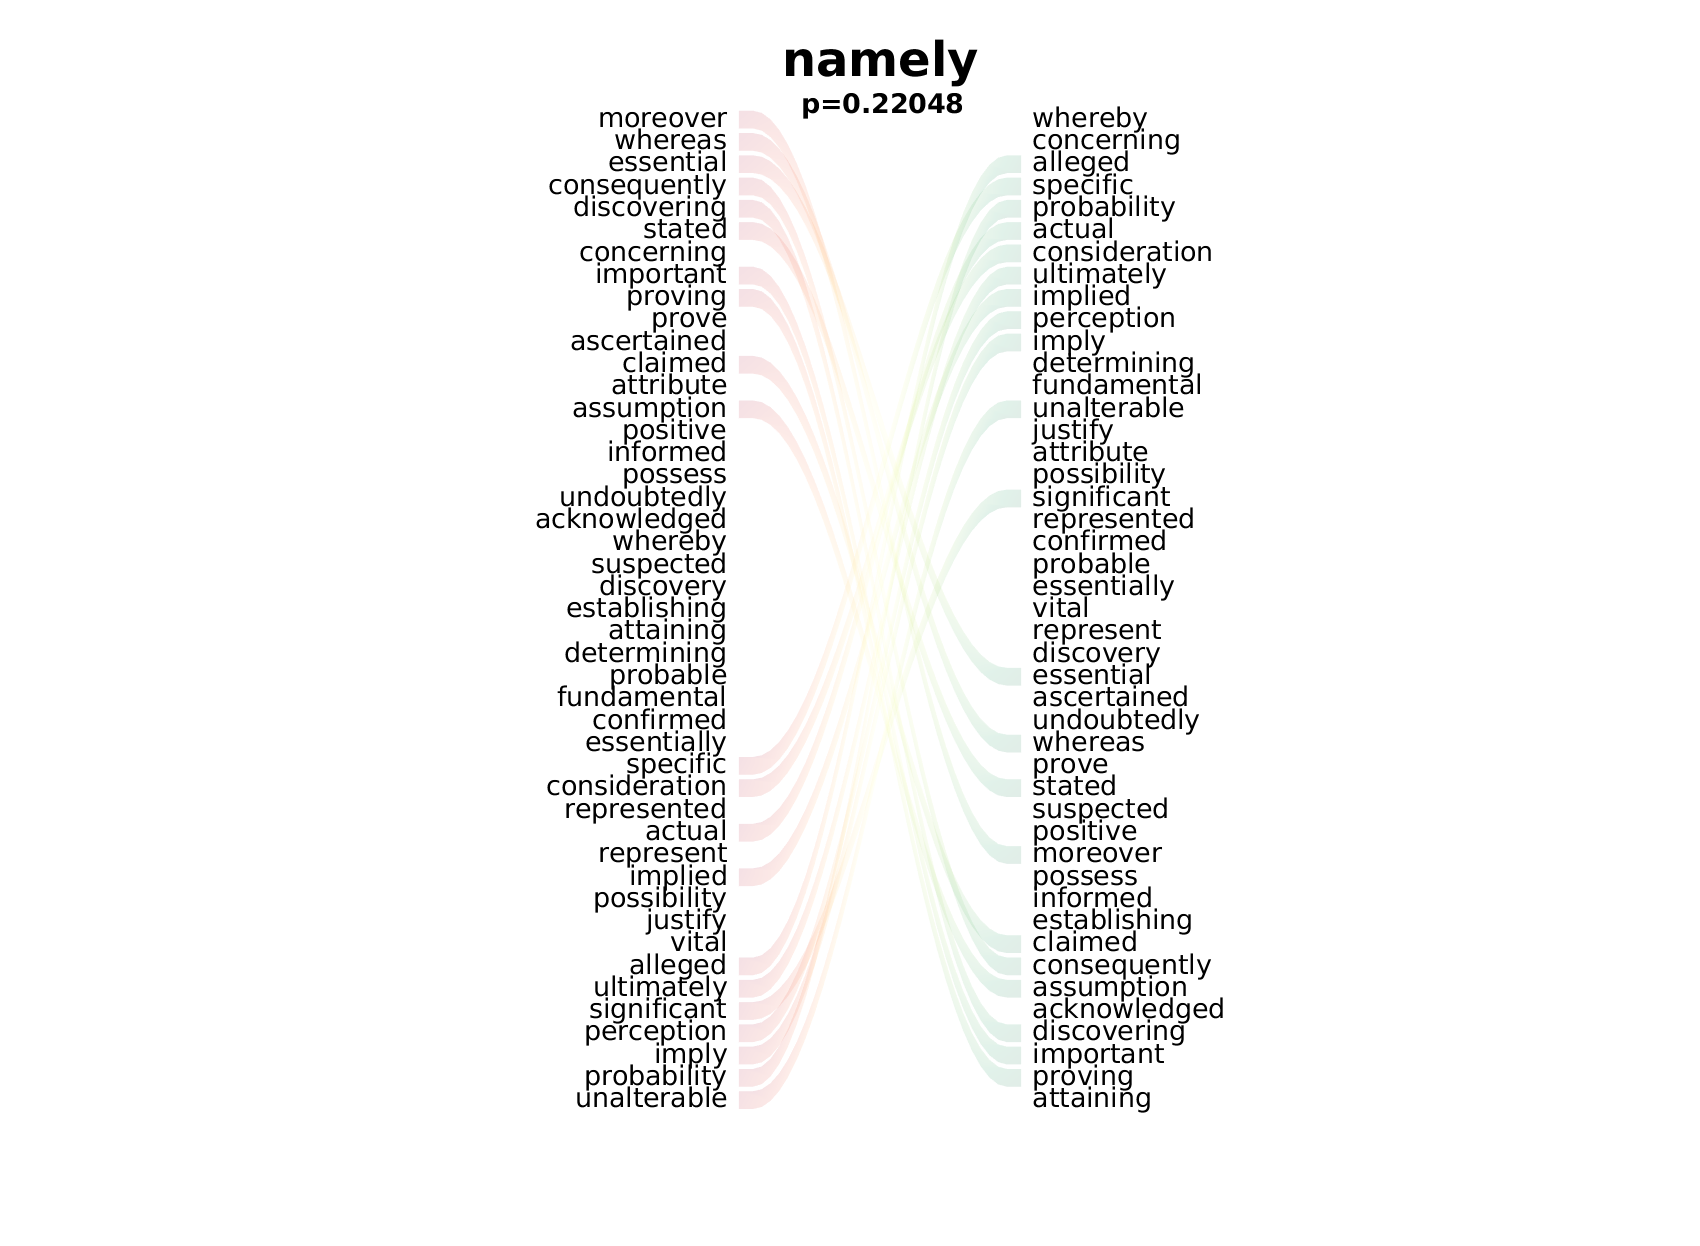 namely
p=0.22048
moreover
whereas
essential
consequently
discovering
stated
concerning
important
proving
prove
ascertained
claimed
attribute
assumption
positive
informed
possess
undoubtedly
acknowledged
whereby
suspected
discovery
establishing
attaining
determining
probable
fundamental
confirmed
essentially
specific
consideration
represented
actual
represent
implied
possibility
justify
vital
alleged
ultimately
significant
perception
imply
probability
unalterable
whereby
concerning
alleged
specific
probability
actual
consideration
ultimately
implied
perception
imply
determining
fundamental
unalterable
justify
attribute
possibility
significant
represented
confirmed
probable
essentially
vital
represent
discovery
essential
ascertained
undoubtedly
whereas
prove
stated
suspected
positive
moreover
possess
informed
establishing
claimed
consequently
assumption
acknowledged
discovering
important
proving
attaining